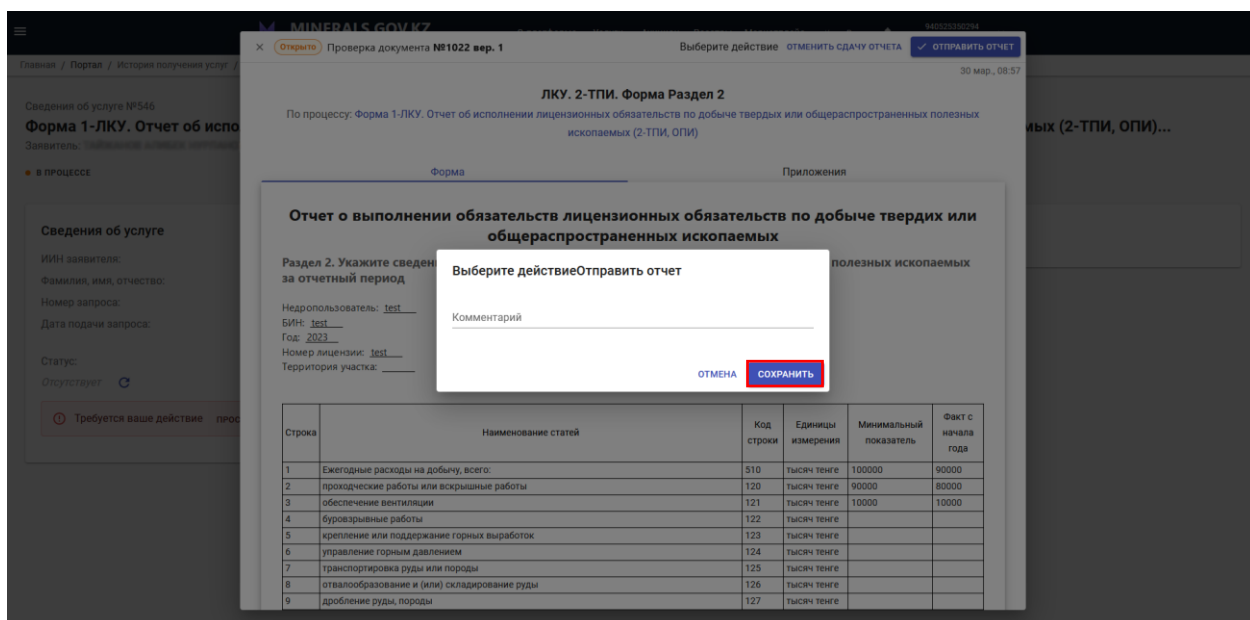 MINERALS.GOV.KZ
940525350294
× Открыто Проверка документа №1022 вер. 1 Выберите действие ОТМЕНИТЬ СДАЧУ ОТЧЕТА ОТПРАВИТЬ ОТЧЕТ
Главная / Портал / История получения услуг /
30 мар., 08:57
ЛКУ. 2-ТПИ. Форма Раздел 2
Сведения об услуге №546
По процессу: Форма 1-ЛКУ. Отчет об исполнении лицензионных обязательств по добыче твердых или общераспространенных полезных
ископаемых (2-ТПИ, ОПИ)
Форма 1-ЛКУ. Отчет об испо
мых (2-ТПИ, ОПИ)...
Заявитель:
В ПРОЦЕССЕ
Форма Приложения
Отчет о выполнении обязательств лицензионных обязательств по добыче твердих или
общераспространенных ископаемых
Сведения об услуге
ИИН заявителя:
Фамилия, имя, отчество:
Номер запроса:
Дата подачи запроса:
Статус:
Отсутствует
Требуется ваше действие ПРОС
Раздел 2. Укажите сведен
полезных ископаемых
за отчетный период
Недропользователь: test
БИН: test
Год: 2023
Номер лицензии: test
Территория участка:
Выберите действиеОтправить отчет
Комментарий
ОТМЕНА СОХРАНИТЬ
Строка Наименование статей Код строки Единицы измерения Минимальный показатель Факт с начала года
1 Ежегодные расходы на добычу, всего: 510 тысяч тенге 100000 90000
2 проходческие работы или вскрышные работы 120 тысяч тенге 90000 80000
3 обеспечение вентиляции 121 тысяч тенге 10000 10000
4 буровзрывные работы 122 тысяч тенге
5 крепление или поддержание горных выработок 123 тысяч тенге
6 управление горным давлением 124 тысяч тенге
7 транспортировка руды или породы 125 тысяч тенге
8 отвалообразование и (или) складирование руды 126 тысяч тенге
9 дробление руды, породы 127 тысяч тенге